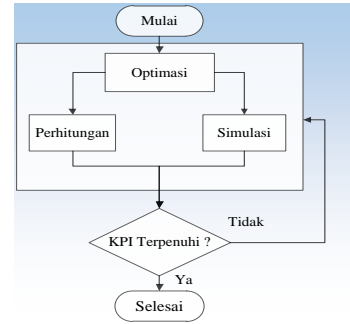 Mulai
Optimasi
Perhitungan
Simulasi
KPI Terpenuhi ?
Tidak
Ya
Selesai